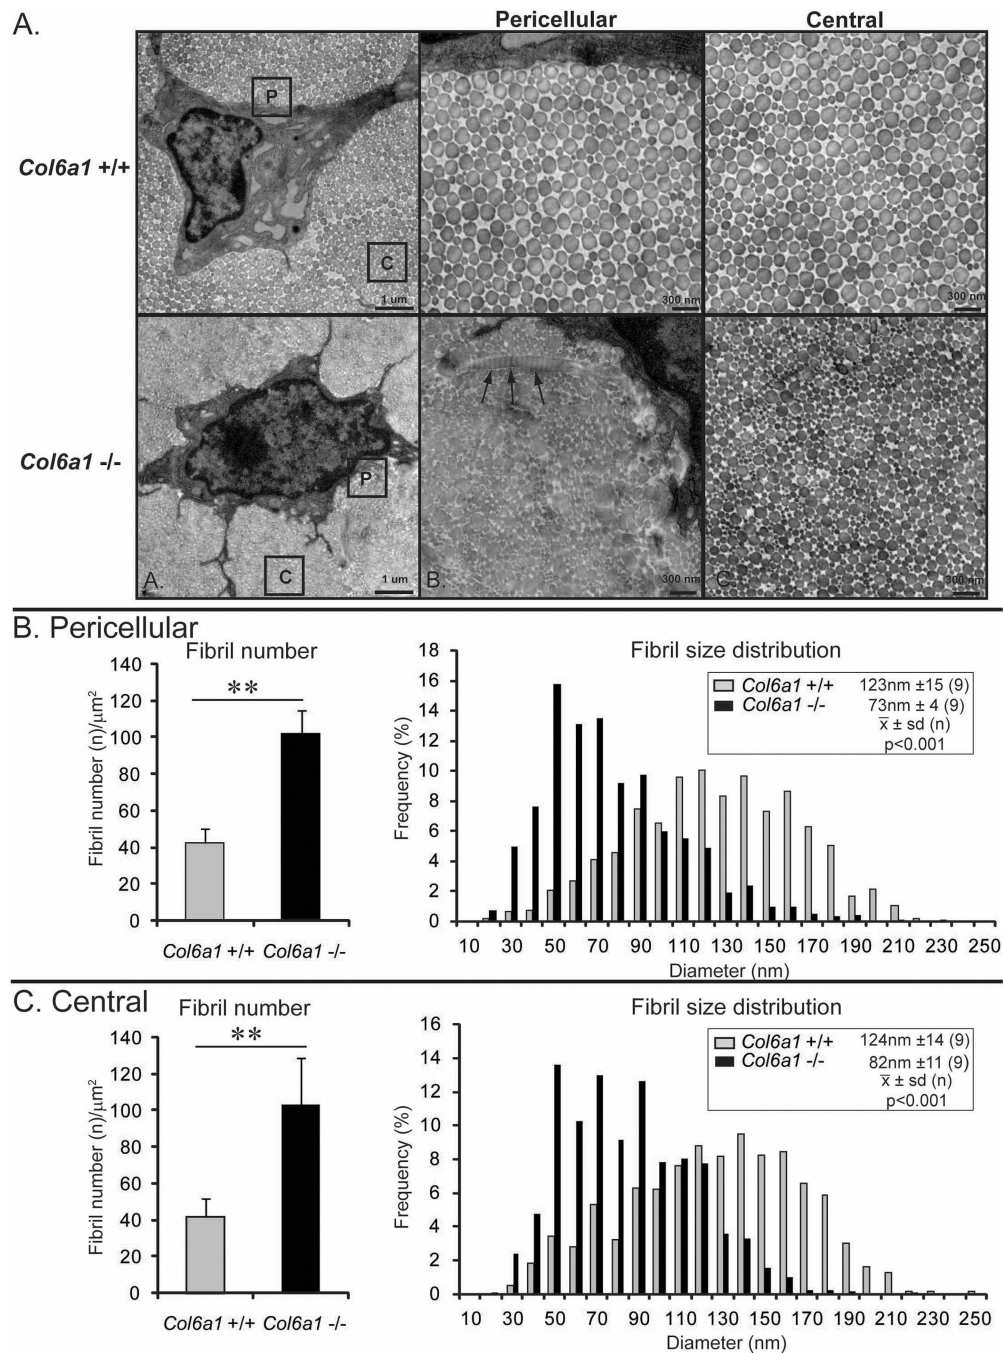 A.
Pericellular
Central
Col6a1 +/+
P
C
1 um
300 nm
300 nm
Col6a1 -/-
P
C
A.
1 um
B.
300 nm
C.
300 nm
B. Pericellular
Fibril number
140
120
100
80
60
40
20
0
Fibril number (n)/µm²
**
Col6a1 +/+ Col6a1 -/-
Fibril size distribution
18
16
14
12
10
8
6
4
2
0
Frequency (%)
Col6a1 +/+ 123nm ±15 (9)
Col6a1 -/- 73nm ± 4 (9)
x̅ ± sd (n)
p<0.001
10 30 50 70 90 110 130 150 170 190 210 230 250
Diameter (nm)
C. Central
Fibril number
140
120
100
80
60
40
20
0
Fibril number (n)/µm²
**
Col6a1 +/+ Col6a1 -/-
Fibril size distribution
16
14
12
10
8
6
4
2
0
Frequency (%)
Col6a1 +/+ 124nm ±14 (9)
Col6a1 -/- 82nm ±11 (9)
x̅ ± sd (n)
p<0.001
10 30 50 70 90 110 130 150 170 190 210 230 250
Diameter (nm)